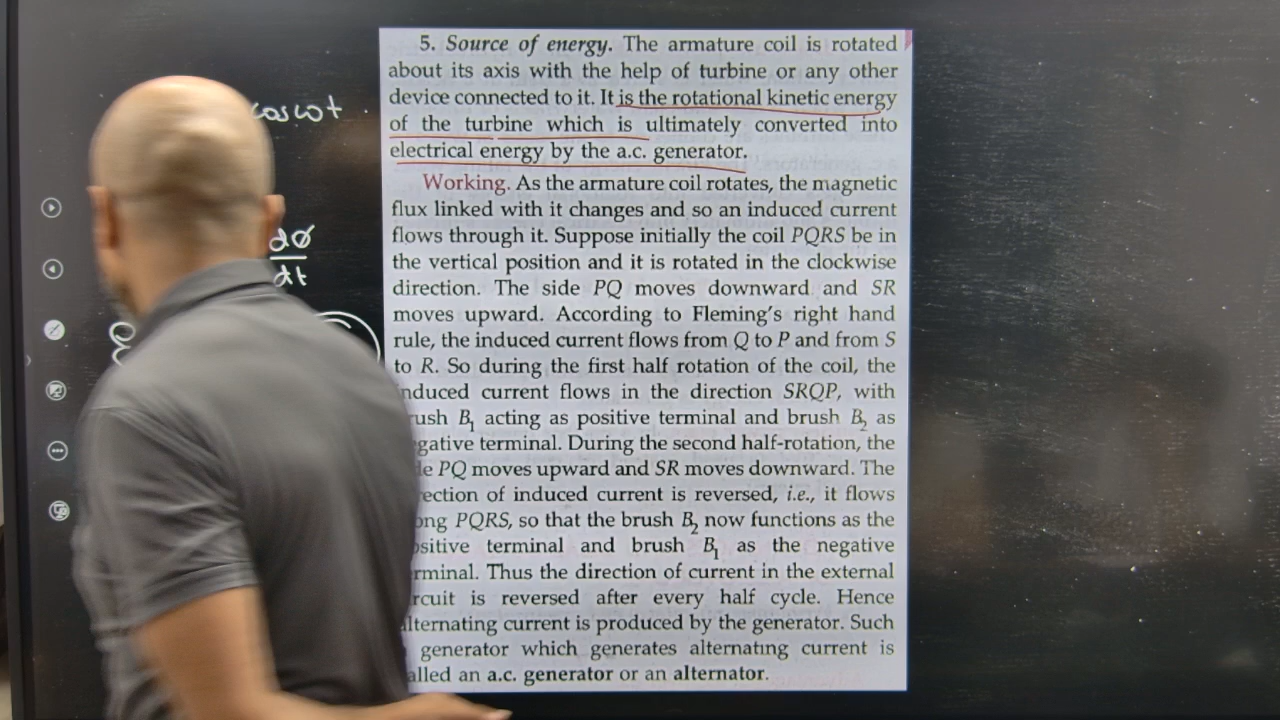 cos ωt
dφ
dt
5. Source of energy. The armature coil is rotated
about its axis with the help of turbine or any other
device connected to it. It is the rotational kinetic energy
of the turbine which is ultimately converted into
electrical energy by the a.c. generator.
Working. As the armature coil rotates, the magnetic
flux linked with it changes and so an induced current
flows through it. Suppose initially the coil PQRS be in
the vertical position and it is rotated in the clockwise
direction. The side PQ moves downward and SR
moves upward. According to Fleming's right hand
rule, the induced current flows from Q to P and from S
to R. So during the first half rotation of the coil, the
nduced current flows in the direction SRQP, with
rush B₁ acting as positive terminal and brush B₂ as
gative terminal. During the second half-rotation, the
e PQ moves upward and SR moves downward. The
ection of induced current is reversed, i.e., it flows
ong PQRS, so that the brush B₂ now functions as the
ositive terminal and brush B₁ as the negative
rminal. Thus the direction of current in the external
rcuit is reversed after every half cycle. Hence
lternating current is produced by the generator. Such
generator which generates alternating current is
alled an a.c. generator or an alternator.